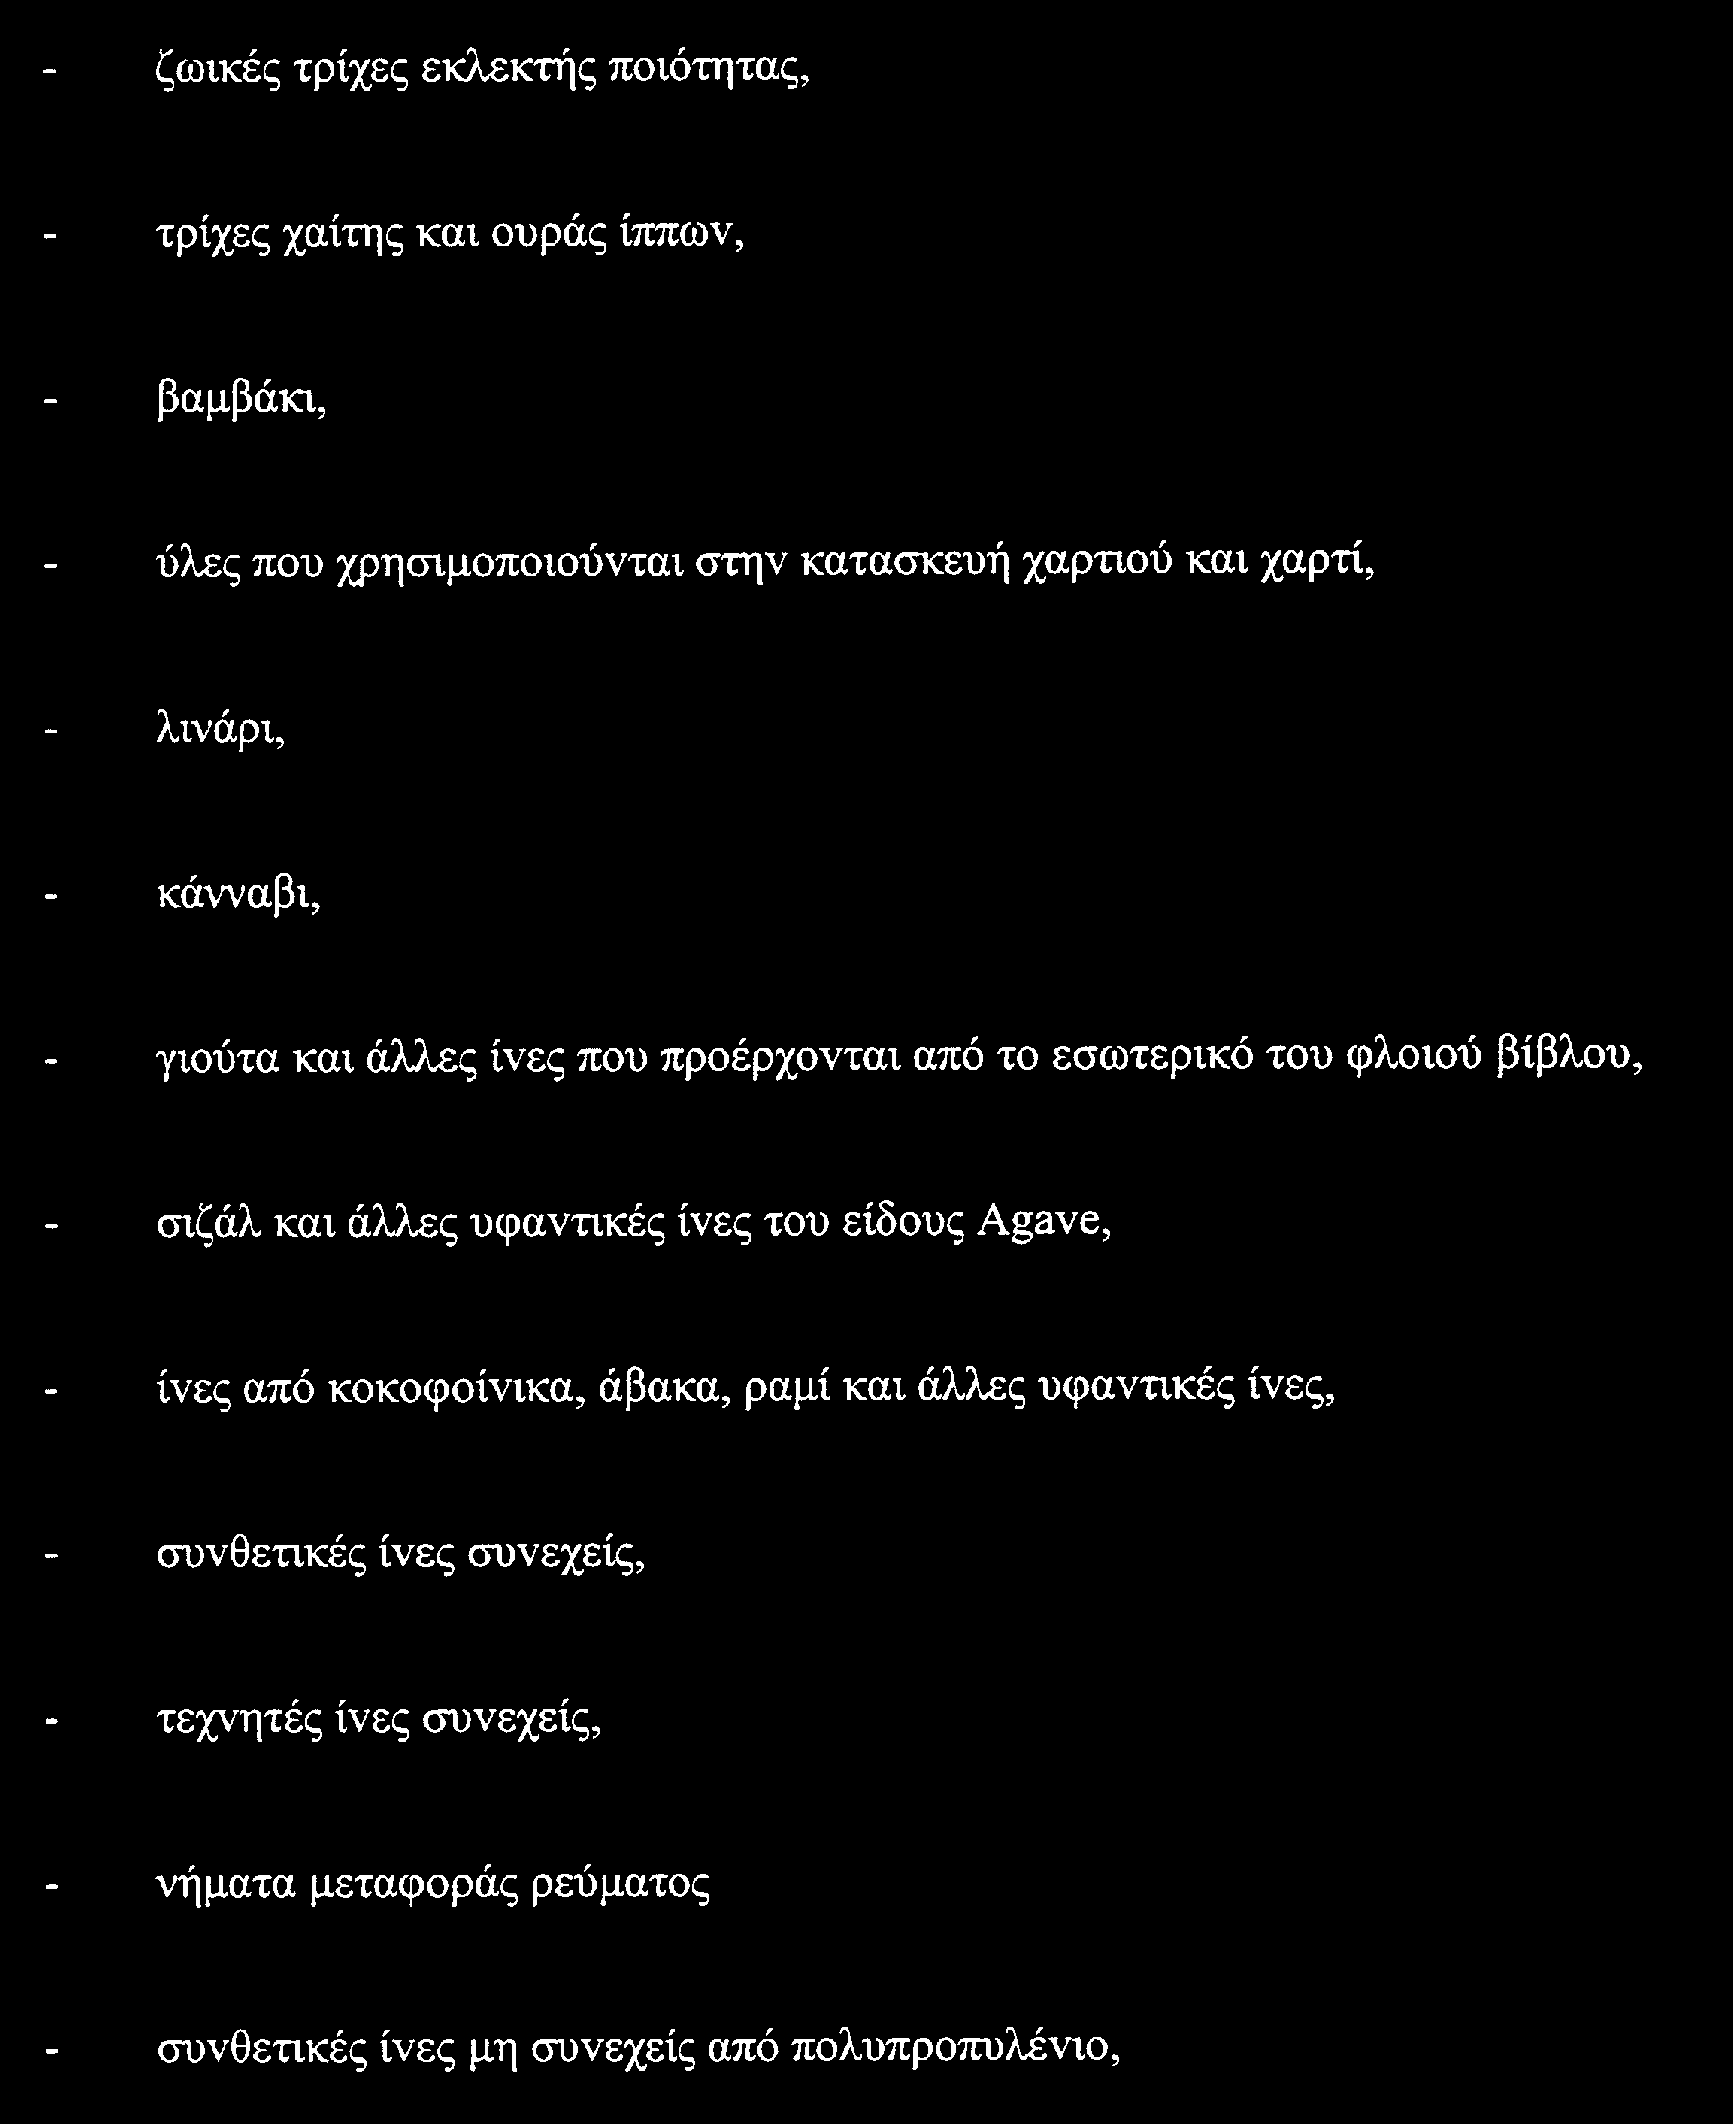 - ζωικές τρίχες εκλεκτής ποιότητας,
- τρίχες χαίτης και ουράς ίππων,
- βαμβάκι,
- ύλες που χρησιμοποιούνται στην κατασκευή χαρτιού και χαρτί,
- λινάρι,
- κάνναβι,
- γιούτα και άλλες ίνες που προέρχονται από το εσωτερικό του φλοιού βίβλου,
- σιζάλ και άλλες υφαντικές ίνες του είδους Agave,
- ίνες από κοκοφοίνικα, άβακα, ραμί και άλλες υφαντικές ίνες,
- συνθετικές ίνες συνεχείς,
- τεχνητές ίνες συνεχείς,
- νήματα μεταφοράς ρεύματος
- συνθετικές ίνες μη συνεχείς από πολυπροπυλένιο,